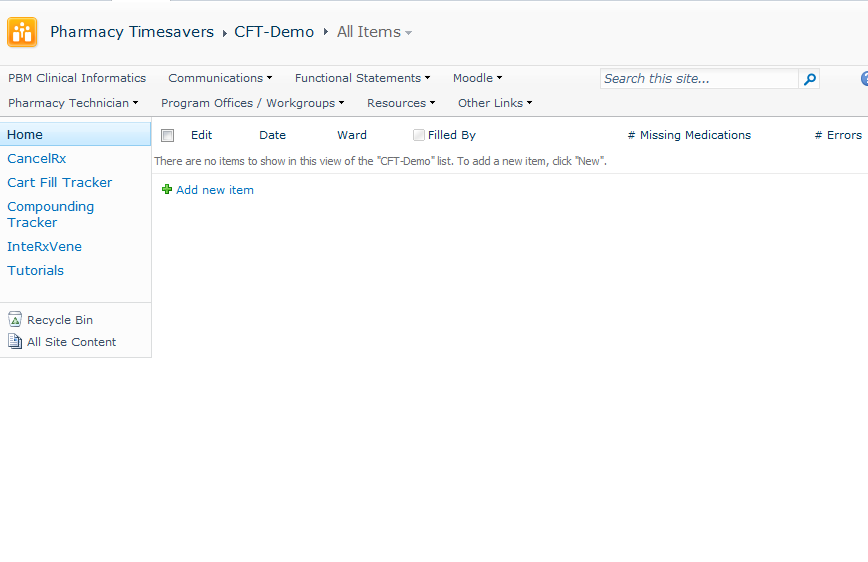 Pharmacy Timesavers CFT-Demo All Items
PBM Clinical Informatics Communications Functional Statements Moodle Search this site...
Pharmacy Technician Program Offices / Workgroups Resources Other Links
Home
CancelRx
Cart Fill Tracker
Compounding
Tracker
InteRxVene
Tutorials
Recycle Bin
All Site Content
Edit Date Ward Filled By # Missing Medications # Errors
There are no items to show in this view of the "CFT-Demo" list. To add a new item, click "New".
Add new item